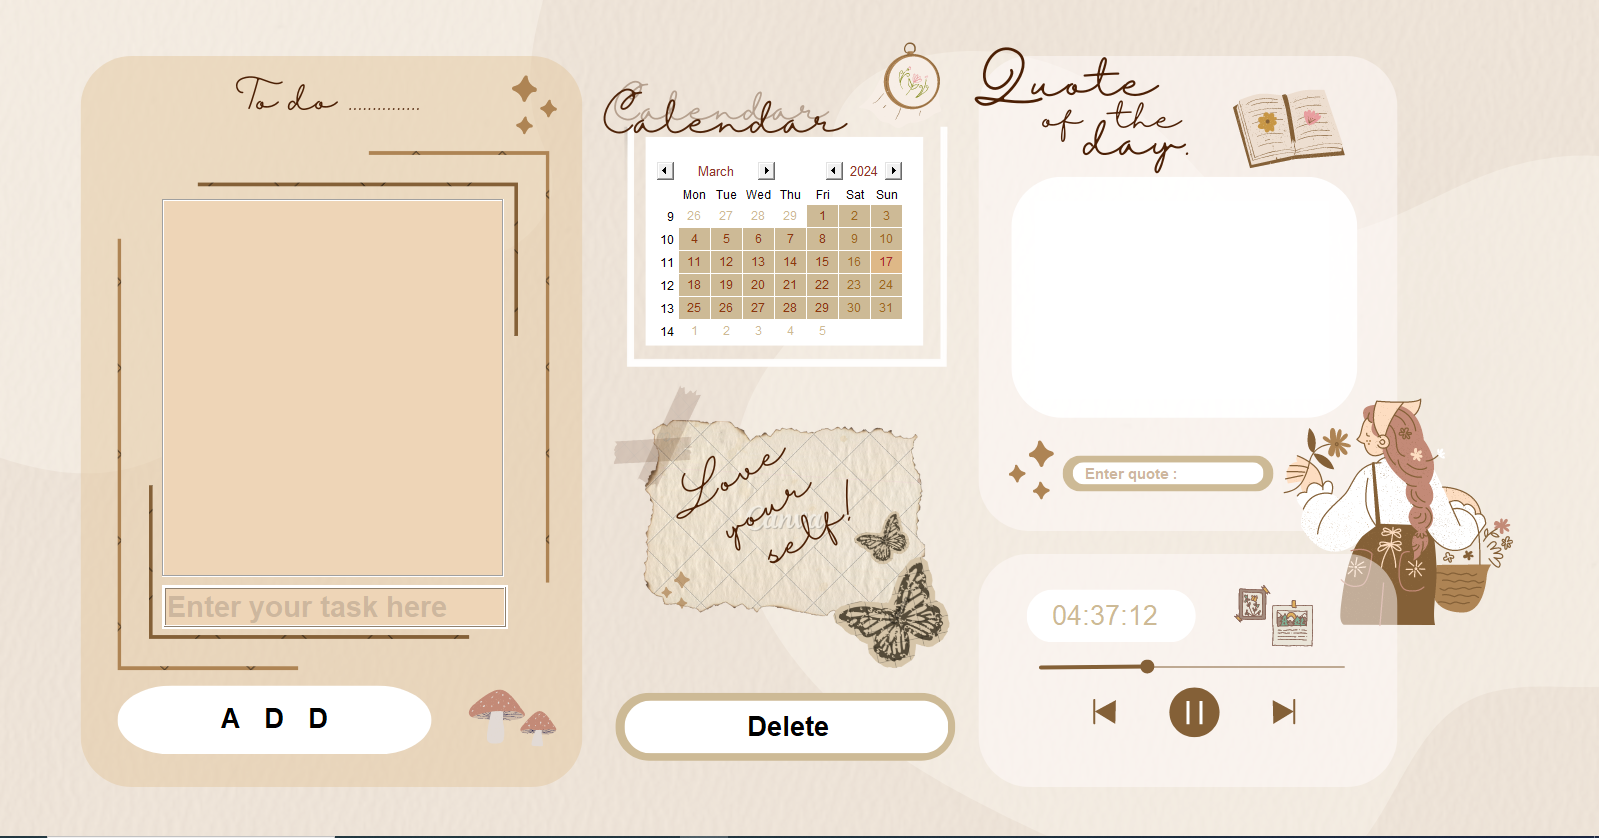 To do ...............
Enter your task here
A D D
Calendar
Calendar
March 2024
Mon Tue Wed Thu Fri Sat Sun
9 26 27 28 29 1 2 3
10 4 5 6 7 8 9 10
11 11 12 13 14 15 16 17
12 18 19 20 21 22 23 24
13 25 26 27 28 29 30 31
14 1 2 3 4 5
Love
your
self!
Canva
Delete
Quote
of the
day.
Enter quote :
04:37:12